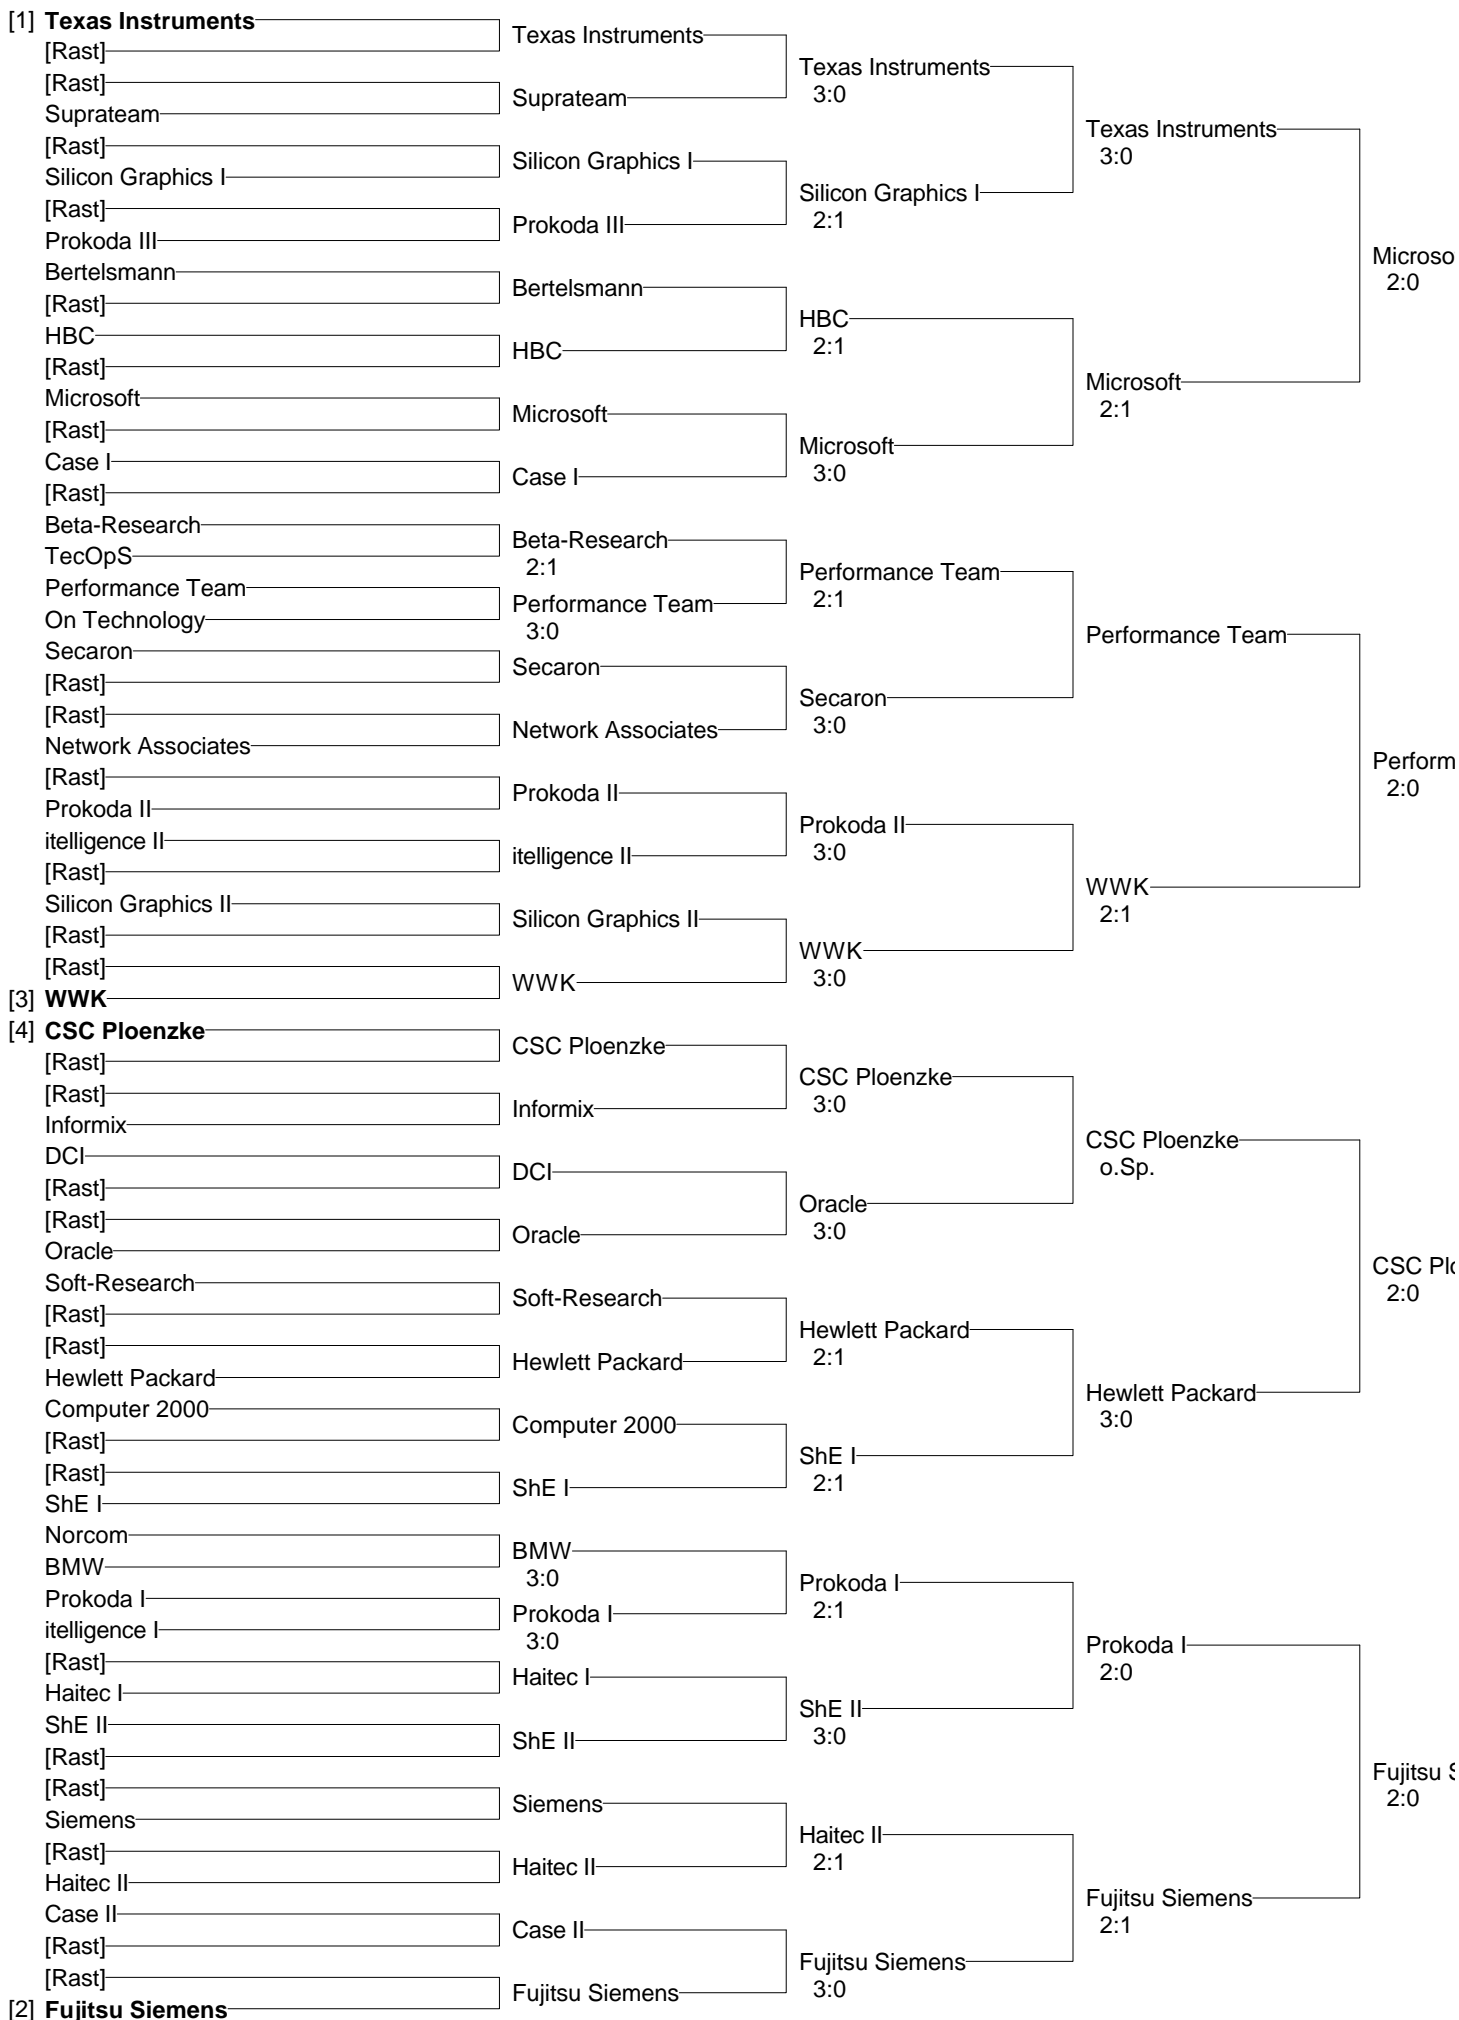 [1] Texas Instruments
[Rast]
[Rast]
Suprateam
[Rast]
Silicon Graphics I
[Rast]
Prokoda III
Bertelsmann
[Rast]
HBC
[Rast]
Microsoft
[Rast]
Case I
[Rast]
Beta-Research
TecOpS
Performance Team
On Technology
Secaron
[Rast]
[Rast]
Network Associates
[Rast]
Prokoda II
itelligence II
[Rast]
Silicon Graphics II
[Rast]
[Rast]
[3] WWK
[4] CSC Ploenzke
[Rast]
[Rast]
Informix
DCI
[Rast]
[Rast]
Oracle
Soft-Research
[Rast]
[Rast]
Hewlett Packard
Computer 2000
[Rast]
[Rast]
ShE I
Norcom
BMW
Prokoda I
itelligence I
[Rast]
Haitec I
ShE II
[Rast]
[Rast]
Siemens
[Rast]
Haitec II
Case II
[Rast]
[Rast]
[2] Fujitsu Siemens
Texas Instruments
Suprateam
Silicon Graphics I
Prokoda III
Bertelsmann
HBC
Microsoft
Case I
Beta-Research
2:1
Performance Team
3:0
Secaron
Network Associates
Prokoda II
itelligence II
Silicon Graphics II
WWK
CSC Ploenzke
Informix
DCI
Oracle
Soft-Research
Hewlett Packard
Computer 2000
ShE I
BMW
3:0
Prokoda I
3:0
Haitec I
ShE II
Siemens
Haitec II
Case II
Fujitsu Siemens
Texas Instruments
3:0
Silicon Graphics I
2:1
HBC
2:1
Microsoft
3:0
Performance Team
2:1
Secaron
3:0
Prokoda II
3:0
WWK
3:0
CSC Ploenzke
3:0
Oracle
3:0
Hewlett Packard
2:1
ShE I
2:1
Prokoda I
2:1
ShE II
3:0
Haitec II
2:1
Fujitsu Siemens
3:0
Texas Instruments
3:0
Microsoft
2:1
Performance Team
WWK
2:1
CSC Ploenzke
o.Sp.
Hewlett Packard
3:0
Prokoda I
2:0
Fujitsu Siemens
2:1
Microso
2:0
Perform
2:0
CSC Plo
2:0
Fujitsu S
2:0